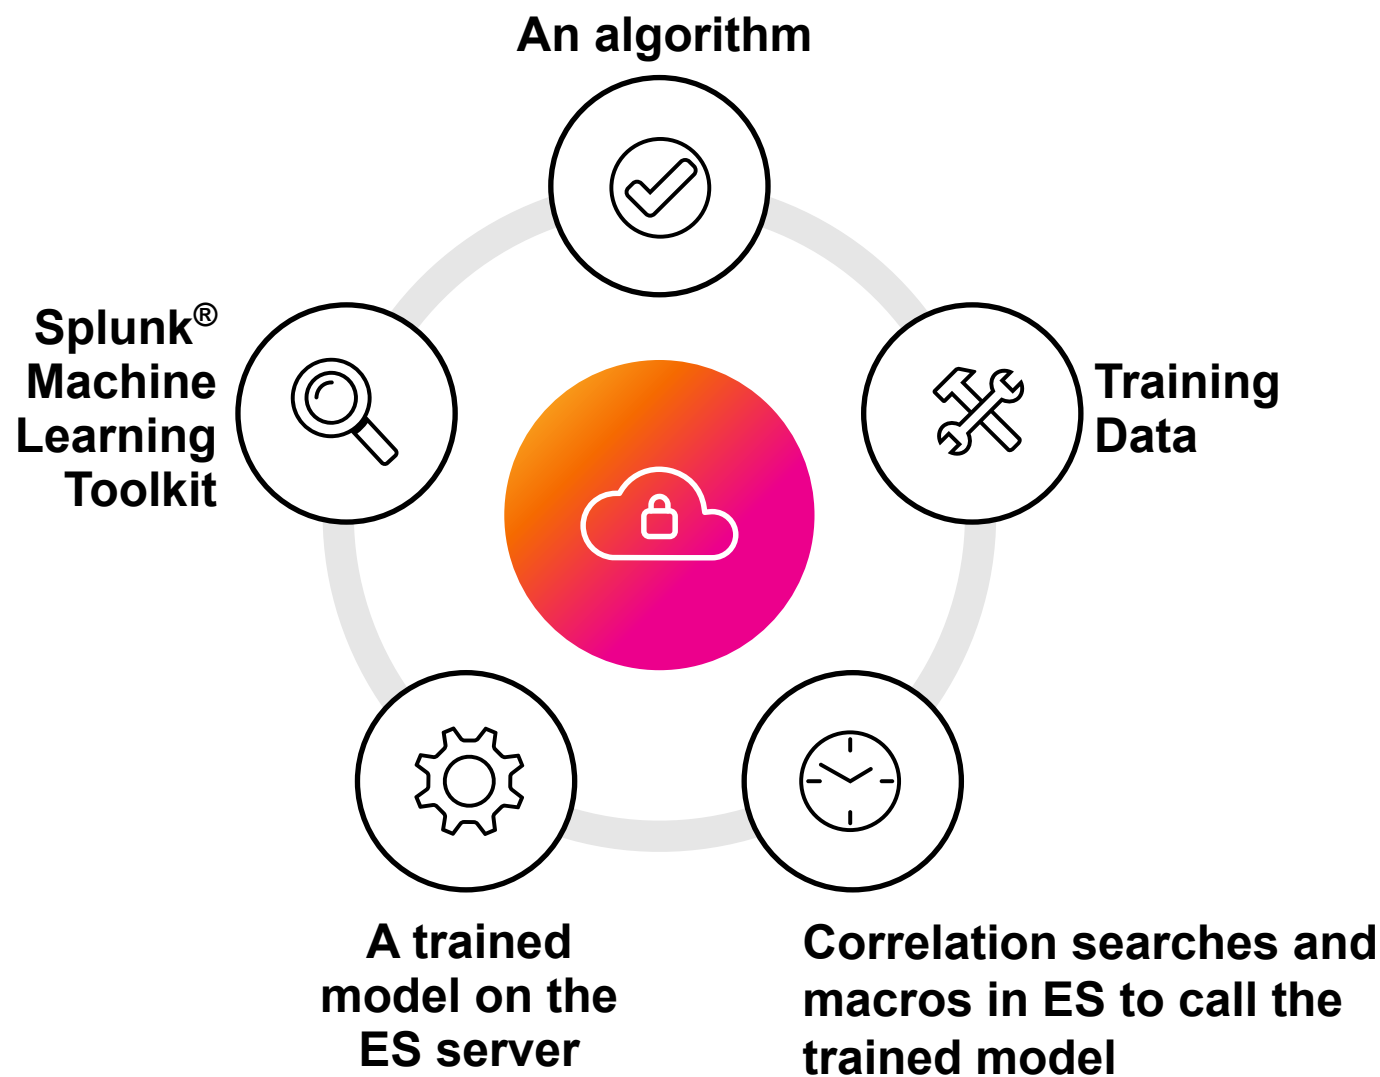 An algorithm
Splunk®
Machine
Learning
Toolkit
Training
Data
A trained
model on the
ES server
Correlation searches and
macros in ES to call the
trained model